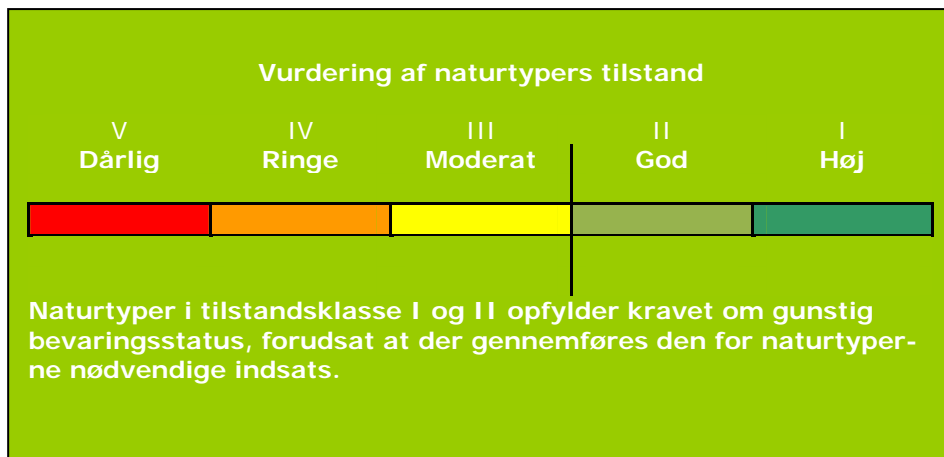 Vurdering af naturtypers tilstand
V IV III II I
Dårlig Ringe Moderat God Høj
Naturtyper i tilstandsklasse I og II opfylder kravet om gunstig
bevaringsstatus, forudsat at der gennemføres den for naturtyper-
ne nødvendige indsats.